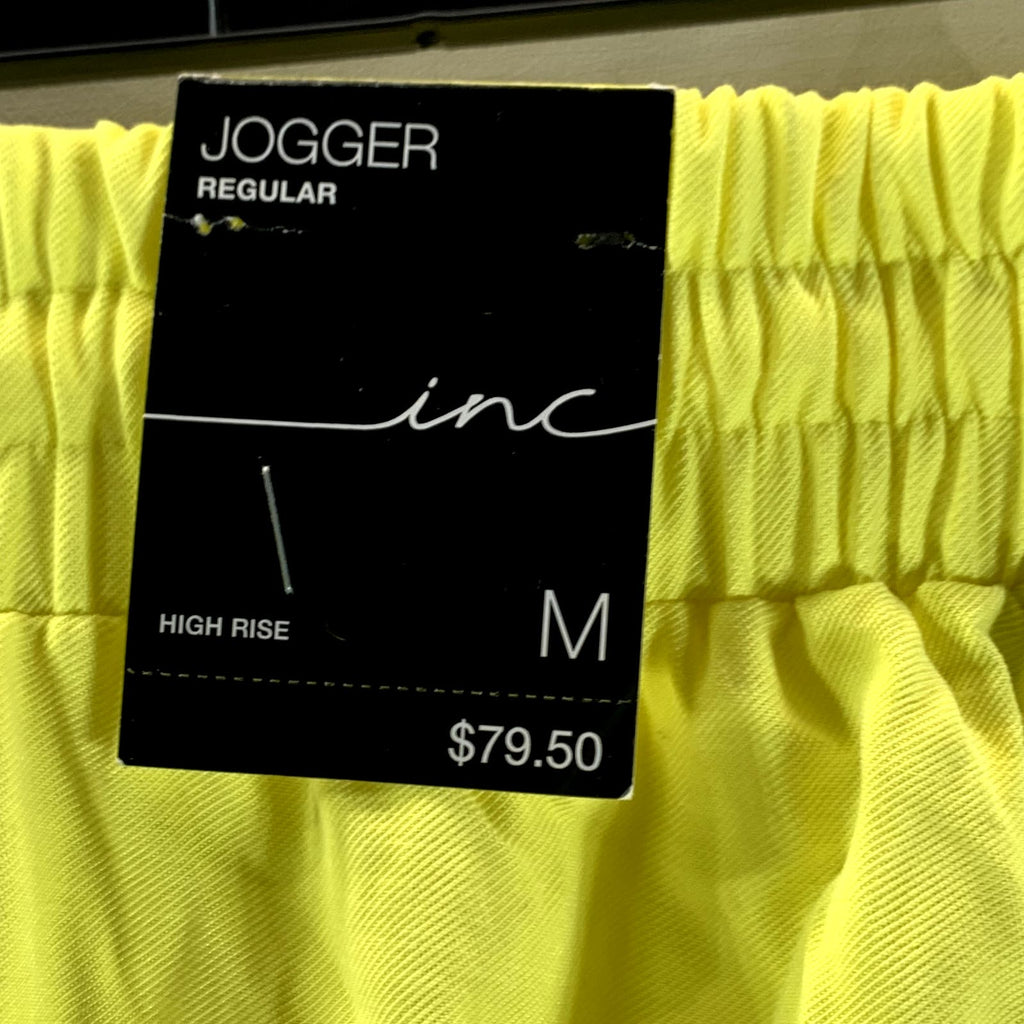 JOGGER
REGULAR
inc
HIGH RISE
M
$79.50